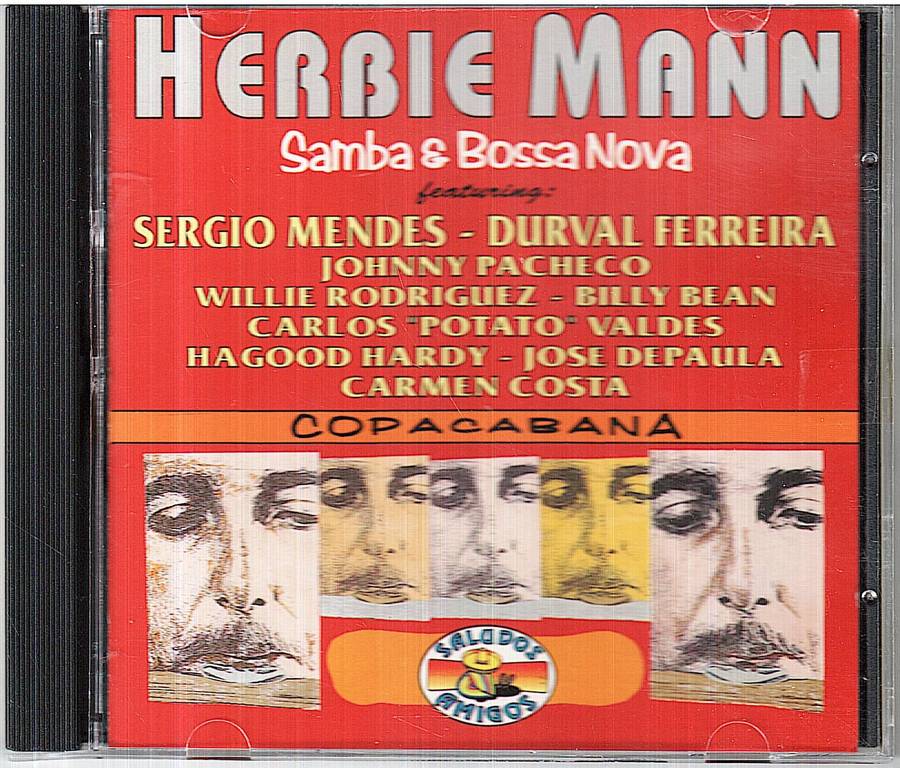 HERBIE MANN
Samba & Bossa Nova
featuring:
SERGIO MENDES - DURVAL FERREIRA
JOHNNY PACHECO
WILLIE RODRIGUEZ - BILLY BEAN
CARLOS "POTATO" VALDES
HAGOOD HARDY - JOSE DEPAULA
CARMEN COSTA
COPACABANA
SALUDOS
AMIGOS